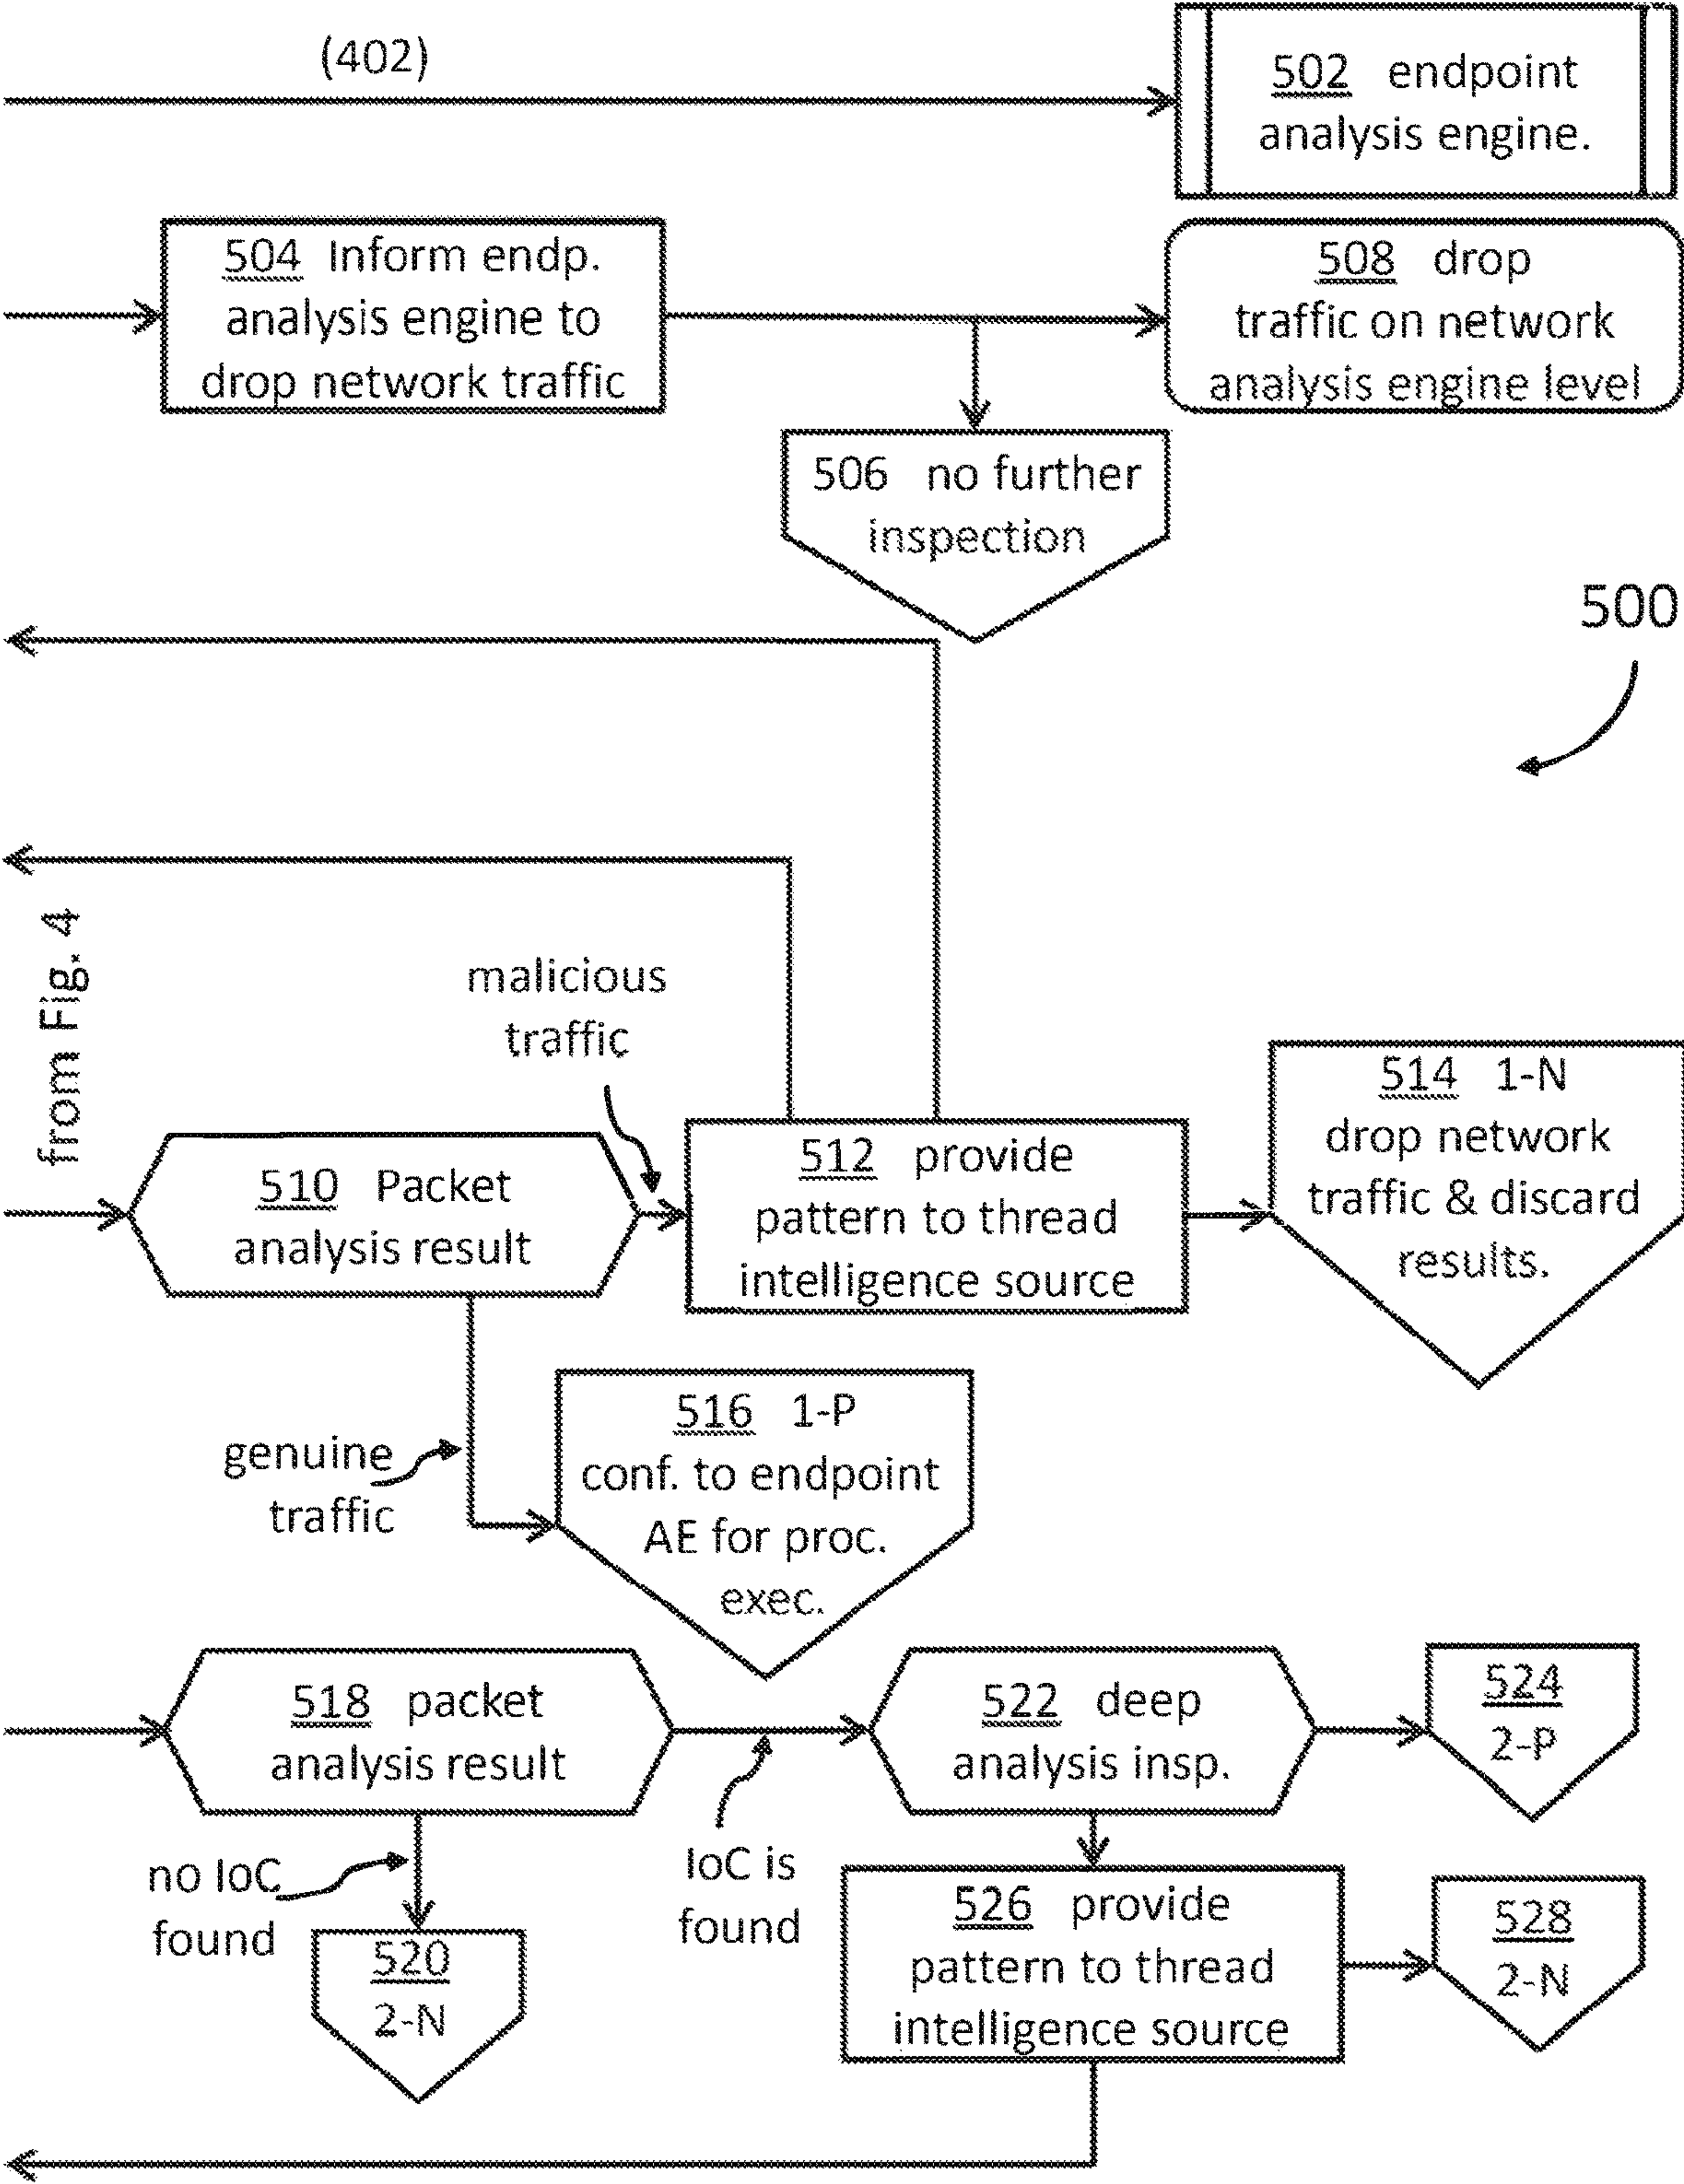 (402)
502 endpoint
analysis engine.
504 Inform endp.
analysis engine to
drop network traffic
508 drop
traffic on network
analysis engine level
506 no further
inspection
500
from Fig. 4
malicious
traffic
510 Packet
analysis result
512 provide
pattern to thread
intelligence source
514 1-N
drop network
traffic & discard
results.
genuine
traffic
516 1-P
conf. to endpoint
AE for proc.
exec.
518 packet
analysis result
522 deep
analysis insp.
524
2-P
no IoC
found
IoC is
found
520
2-N
526 provide
pattern to thread
intelligence source
528
2-N